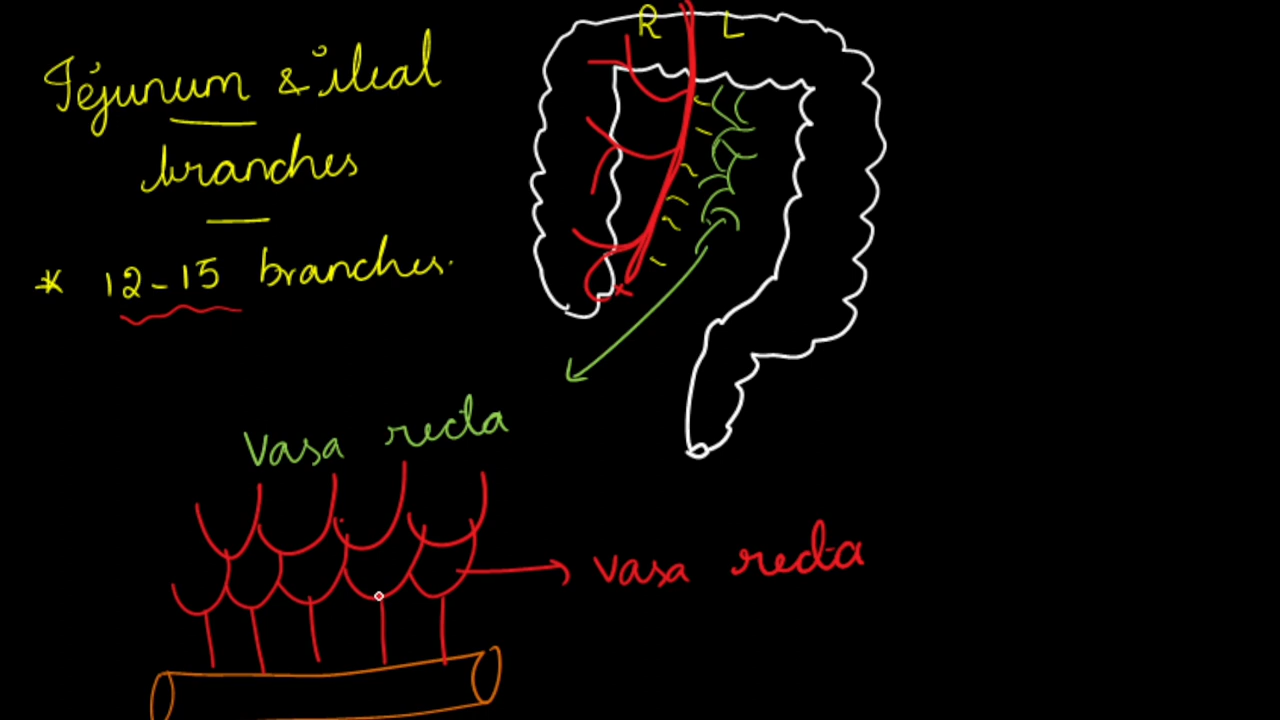 Jejunum & ileal
branches
* 12-15 branches.
R L
Vasa recta
vasa recta